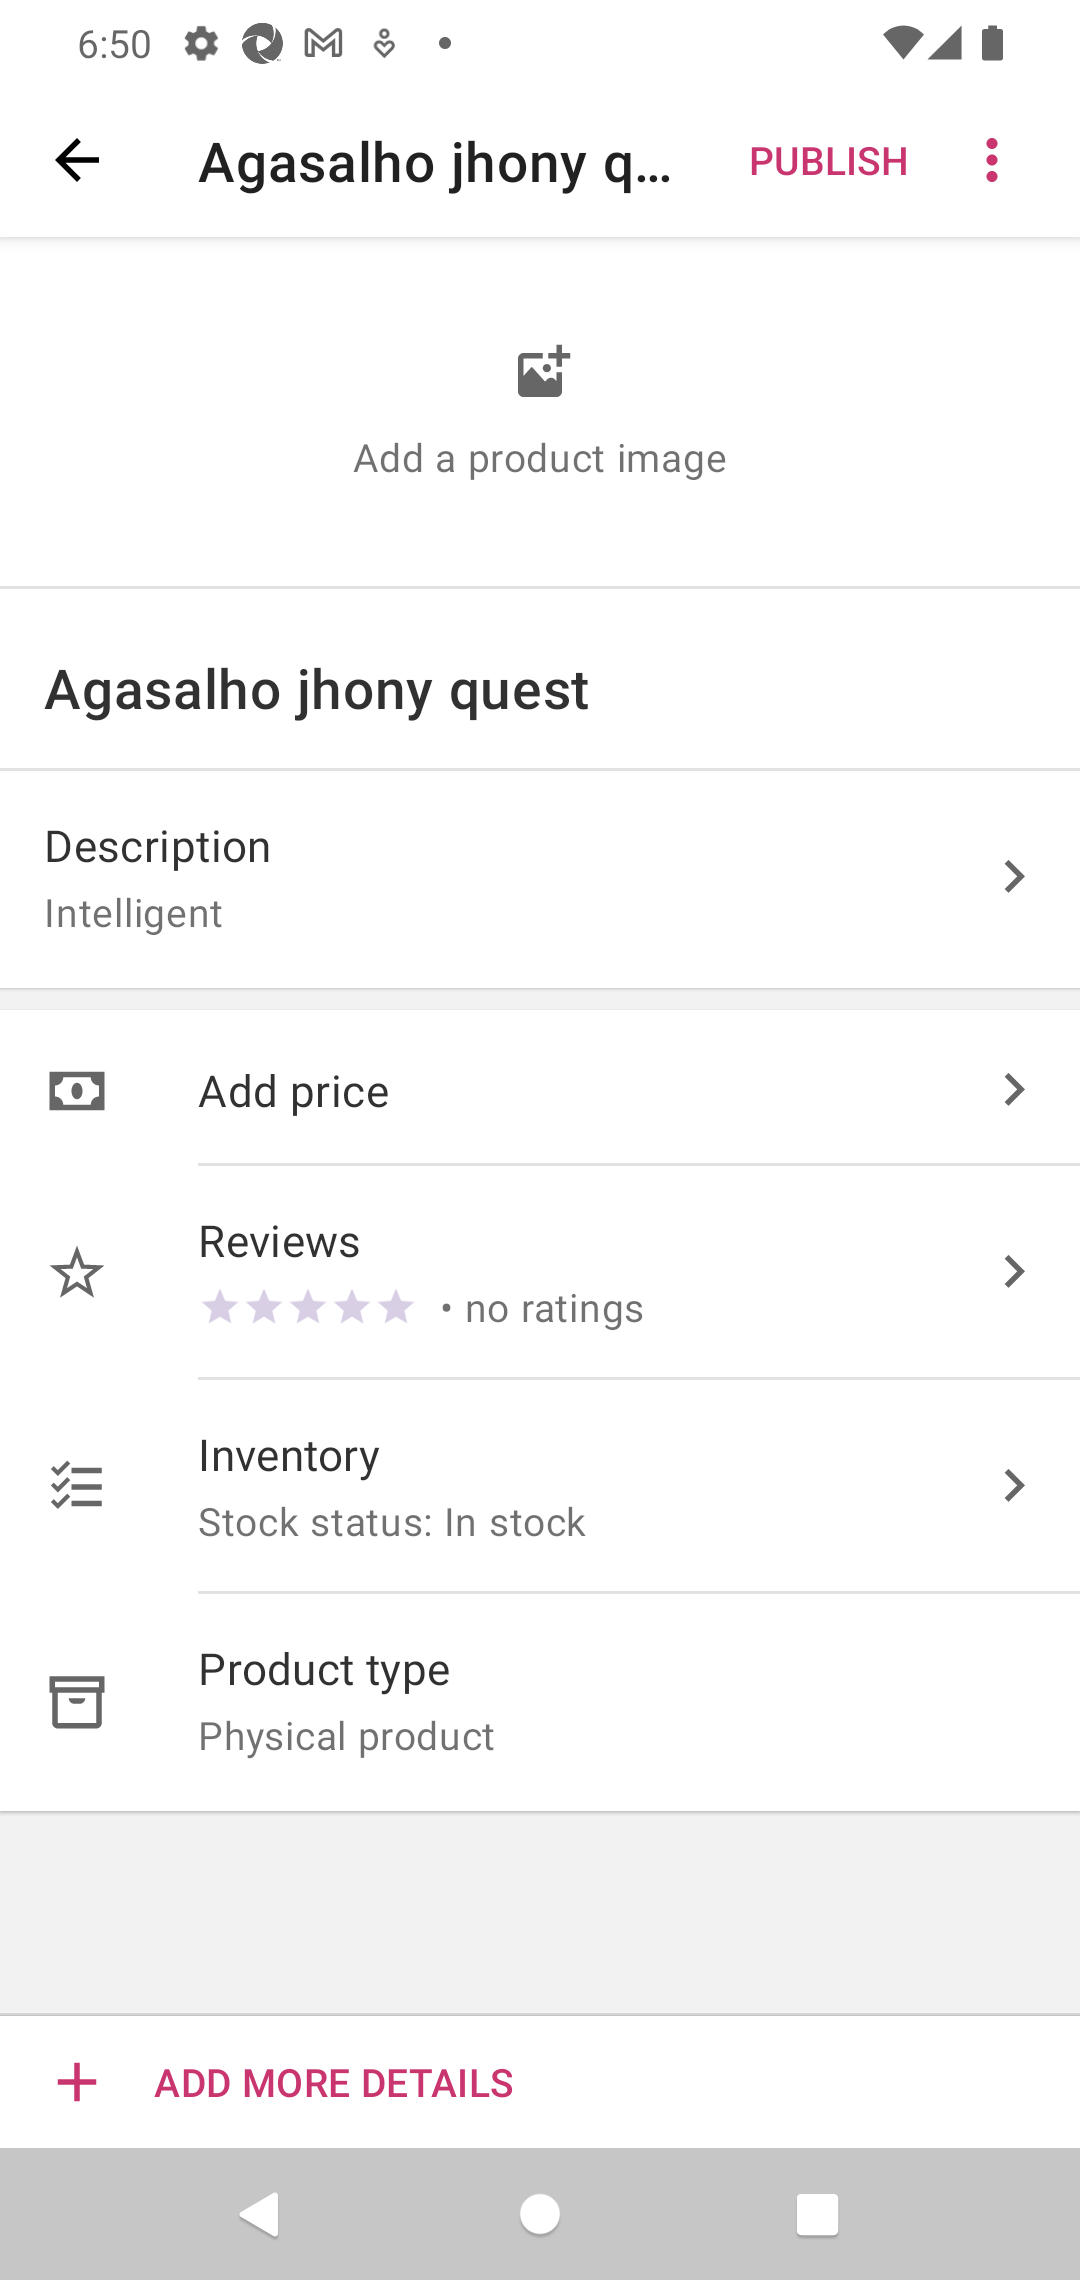 6:50
Agasalho jhony q... PUBLISH
Add a product image
Agasalho jhony quest
Description
Intelligent
Add price
Reviews
• no ratings
Inventory
Stock status: In stock
Product type
Physical product
ADD MORE DETAILS